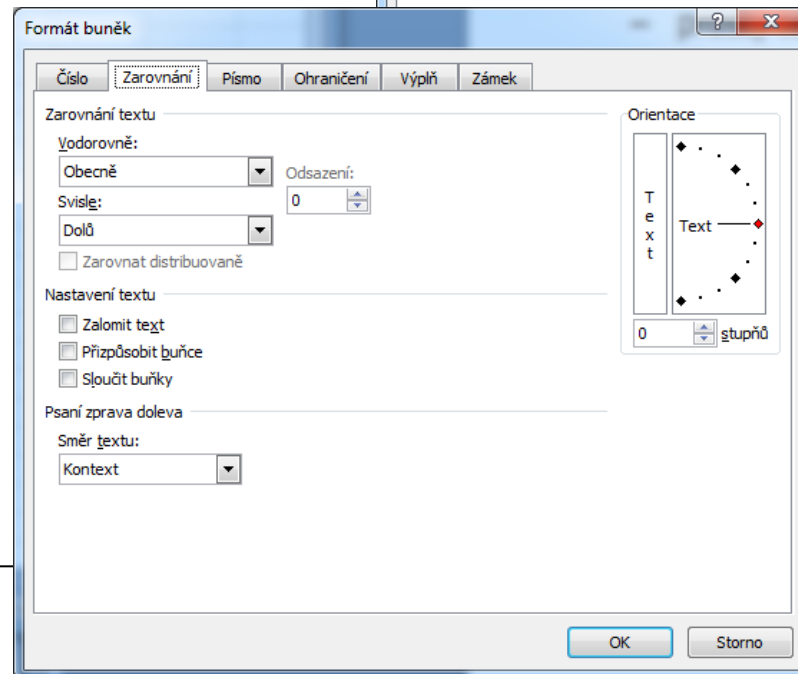 Formát buněk
Číslo Zarovnání Písmo Ohraničení Výplň Zámek
Zarovnání textu
Vodorovně:
Obecně
Odsazení:
0
Svisle:
Dolů
Zarovnat distribuovaně
Nastavení textu
Zalomit text
Přizpůsobit buňce
Sloučit buňky
Psaní zprava doleva
Směr textu:
Kontext
Orientace
Text
Text
0 stupňů
OK Storno